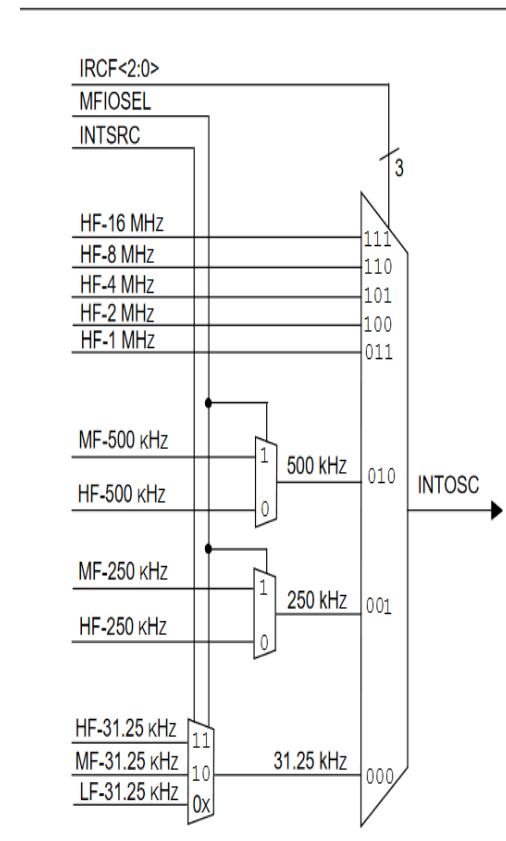 IRCF<2:0>
MFIOSEL
INTSRC
3
HF-16 MHz
111
HF-8 MHz
110
HF-4 MHz
101
HF-2 MHz
100
HF-1 MHz
011
MF-500 kHz
1
500 kHz
010
INTOSC
HF-500 kHz
0
MF-250 kHz
1
250 kHz
001
HF-250 kHz
0
HF-31.25 kHz
11
MF-31.25 kHz
10
31.25 kHz
000
LF-31.25 kHz
0x